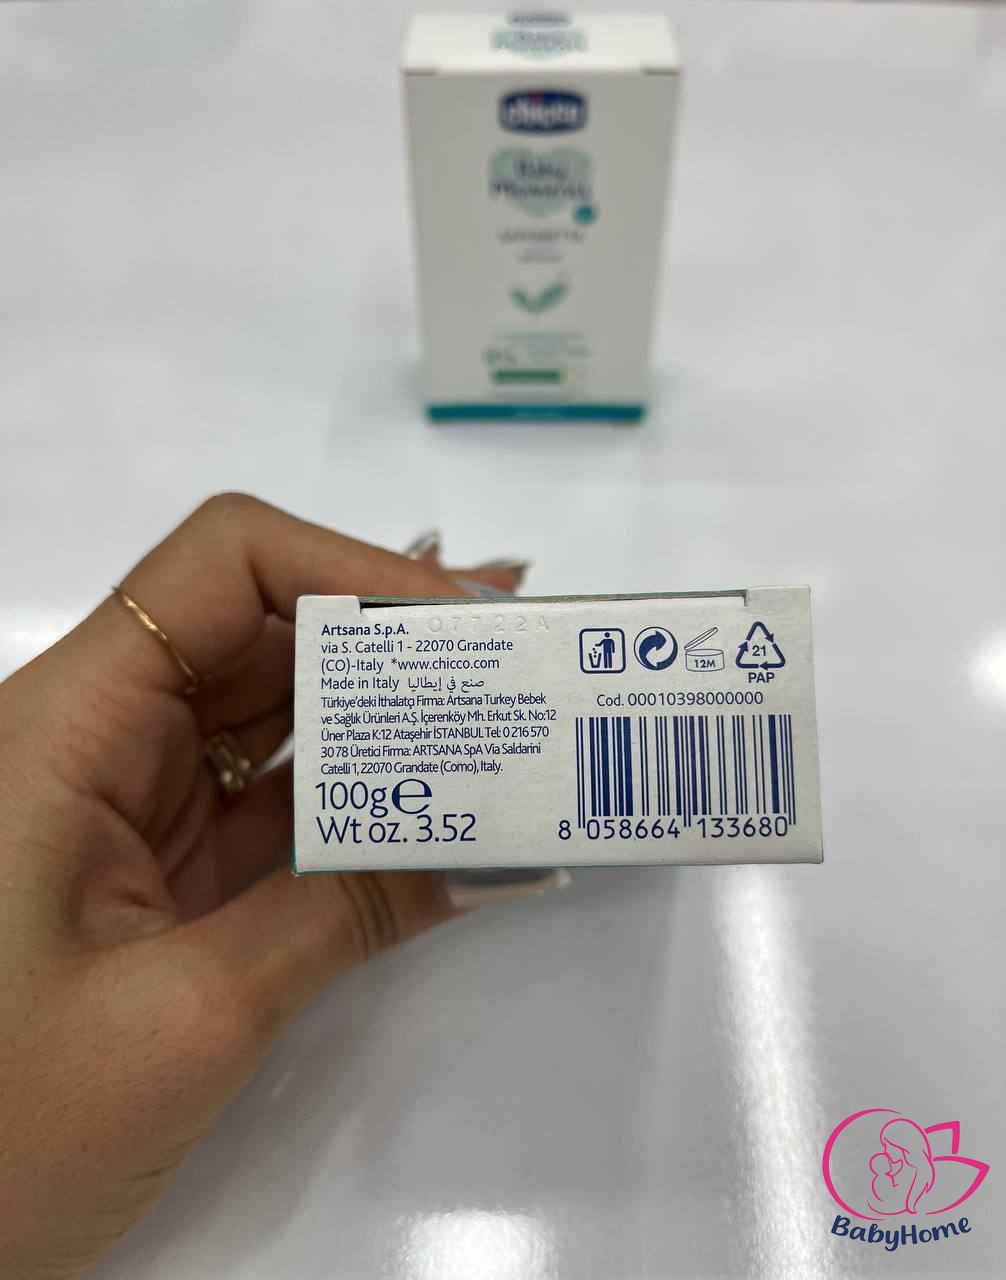 chicco
Baby
Moments
07722A
Artsana S.p.A.
via S. Catelli 1 - 22070 Grandate
(CO)-Italy *www.chicco.com
Made in Italy صنع في إيطاليا
Türkiye'deki İthalatçı Firma: Artsana Turkey Bebek
ve Sağlık Ürünleri A.Ş. İçerenköy Mh. Erkut Sk. No:12
Üner Plaza K:12 Ataşehir İSTANBUL Tel: 0 216 570
30 78 Üretici Firma: ARTSANA SpA Via Saldarini
Catelli 1, 22070 Grandate (Como), Italy.
100g e
Wt oz. 3.52
12M
21
PAP
Cod. 00010398000000
8 058664 133680
BabyHome